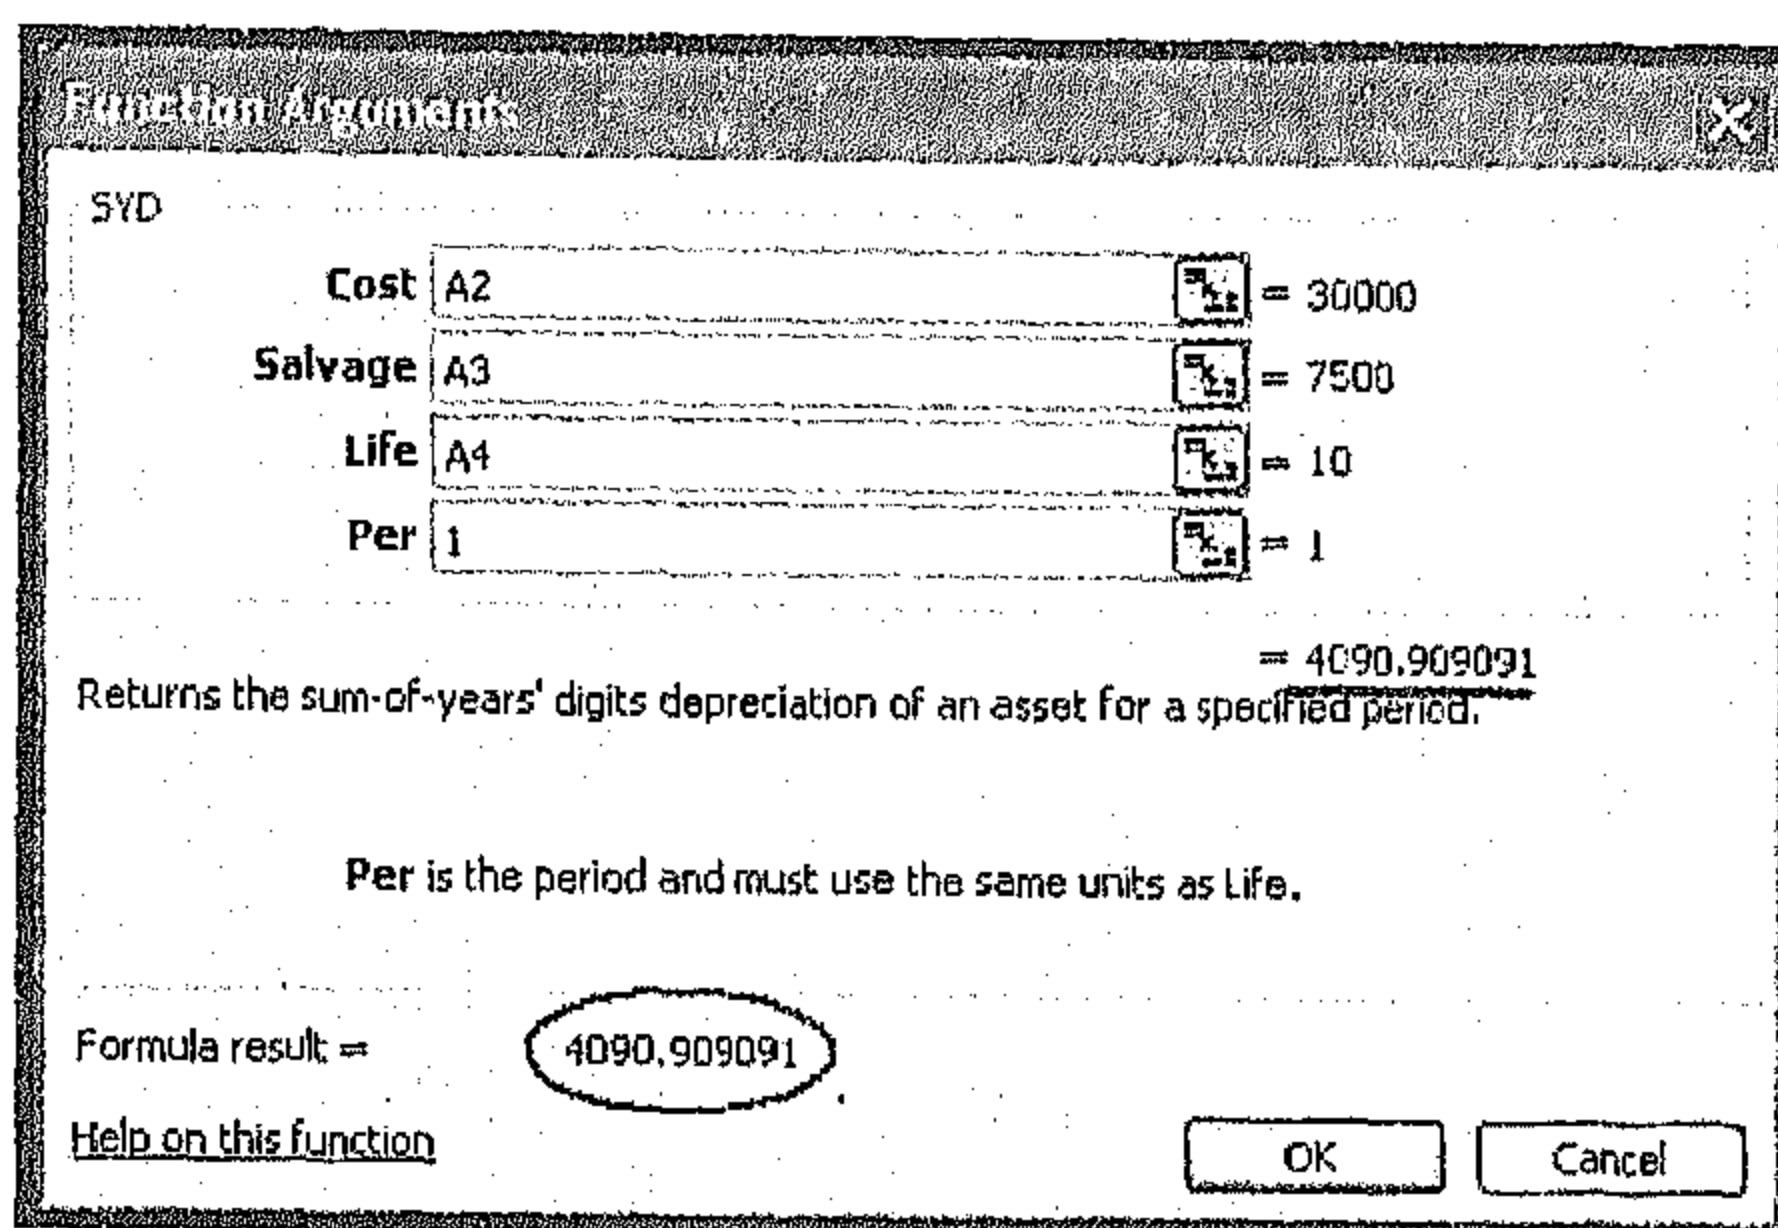 Function Arguments
SYD
Cost A2 = 30000
Salvage A3 = 7500
Life A4 = 10
Per 1 = 1
= 4090.909091
Returns the sum-of-years' digits depreciation of an asset for a specified period.
Per is the period and must use the same units as Life.
Formula result = 4090.909091
Help on this function
OK Cancel